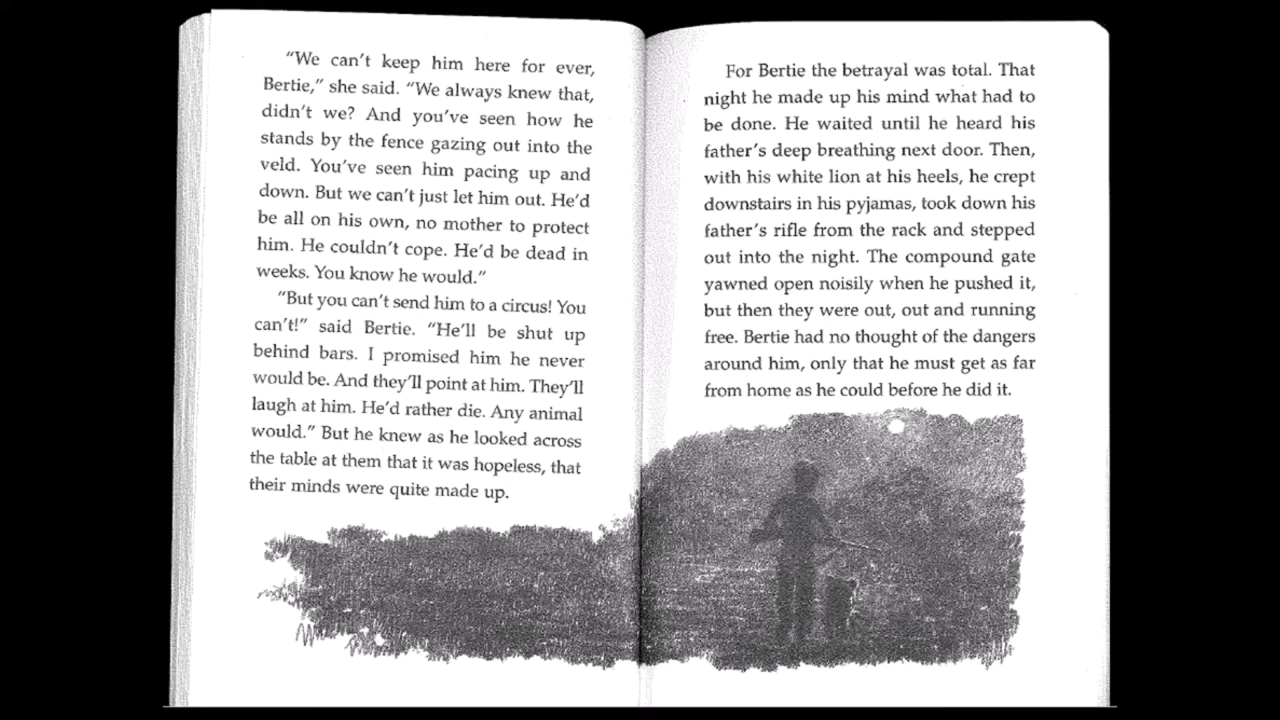 “We can’t keep him here for ever,
Bertie,” she said. “We always knew that,
didn’t we? And you’ve seen how he
stands by the fence gazing out into the
veld. You’ve seen him pacing up and
down. But we can’t just let him out. He’d
be all on his own, no mother to protect
him. He couldn’t cope. He’d be dead in
weeks. You know he would.”
“But you can’t send him to a circus! You
can’t!” said Bertie. “He’ll be shut up
behind bars. I promised him he never
would be. And they’ll point at him. They’ll
laugh at him. He’d rather die. Any animal
would.” But he knew as he looked across
the table at them that it was hopeless, that
their minds were quite made up.
For Bertie the betrayal was total. That
night he made up his mind what had to
be done. He waited until he heard his
father’s deep breathing next door. Then,
with his white lion at his heels, he crept
downstairs in his pyjamas, took down his
father’s rifle from the rack and stepped
out into the night. The compound gate
yawned open noisily when he pushed it,
but then they were out, out and running
free. Bertie had no thought of the dangers
around him, only that he must get as far
from home as he could before he did it.